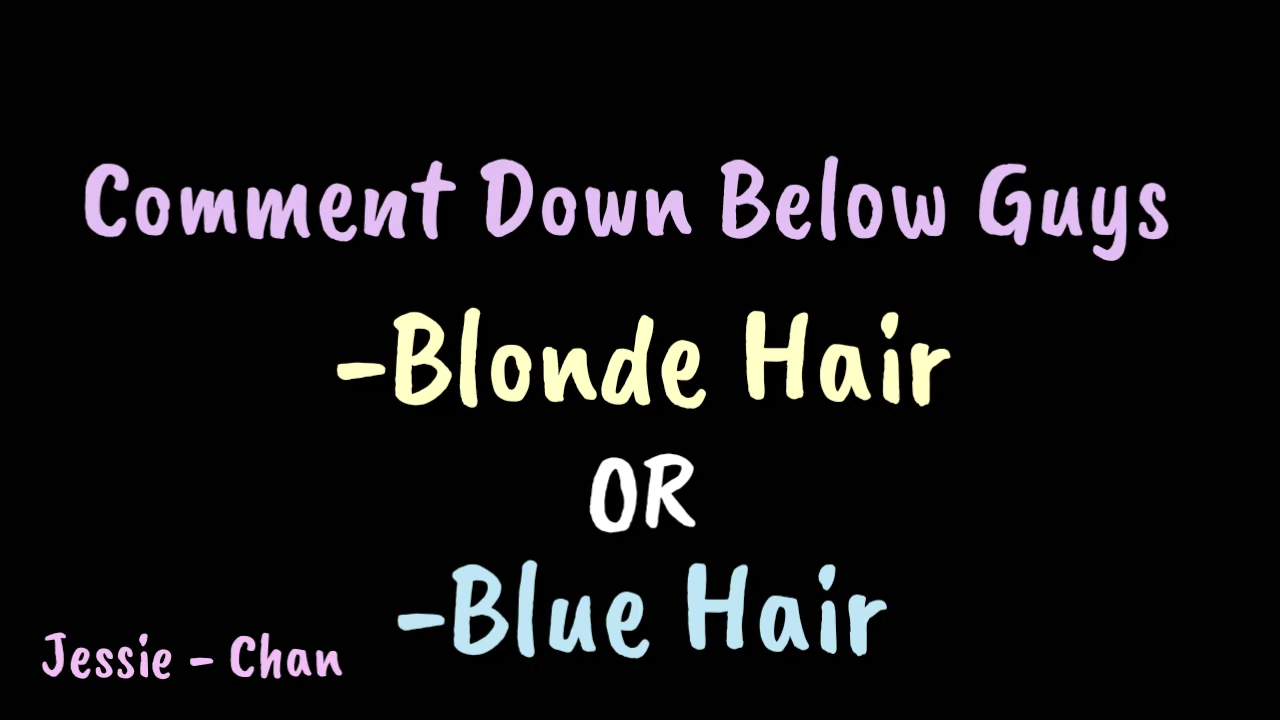 Comment Down Below Guys
-Blonde Hair
OR
-Blue Hair
Jessie - Chan